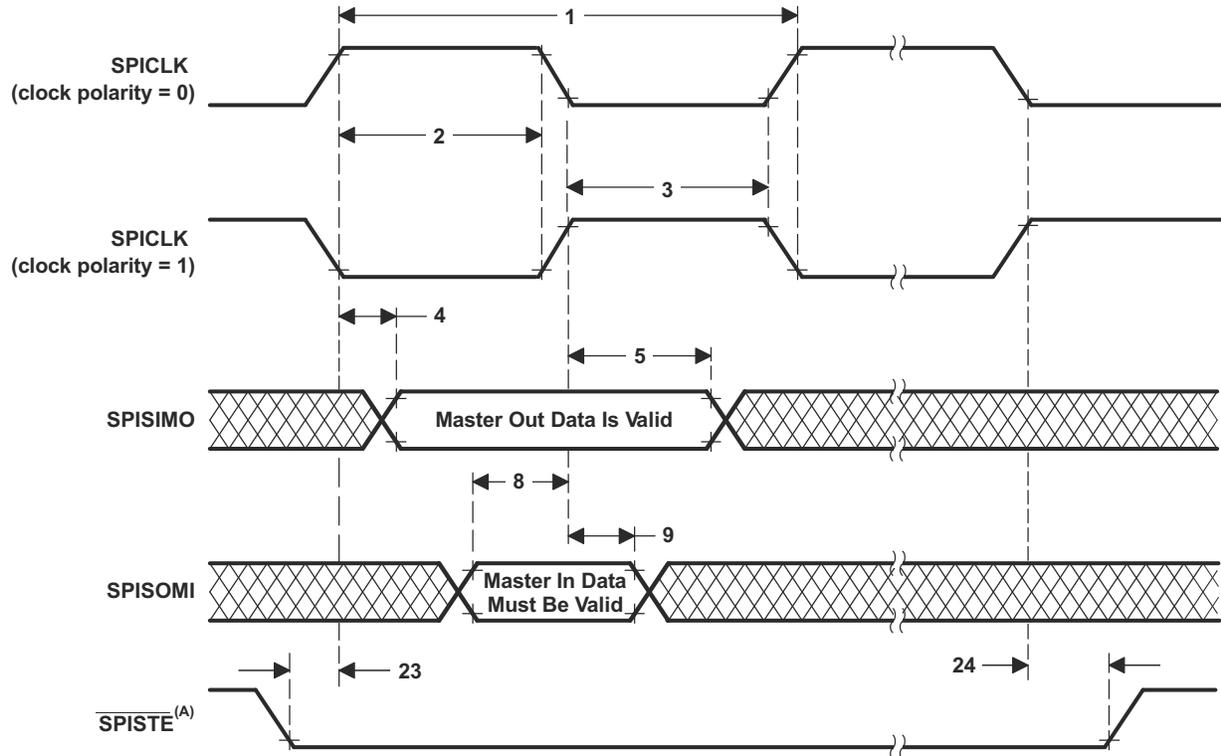 1
SPICLK
(clock polarity = 0)
2
3
SPICLK
(clock polarity = 1)
4
5
SPISIMO
Master Out Data Is Valid
8
9
SPISOMI
Master In Data
Must Be Valid
23
24
SPISTE(A)